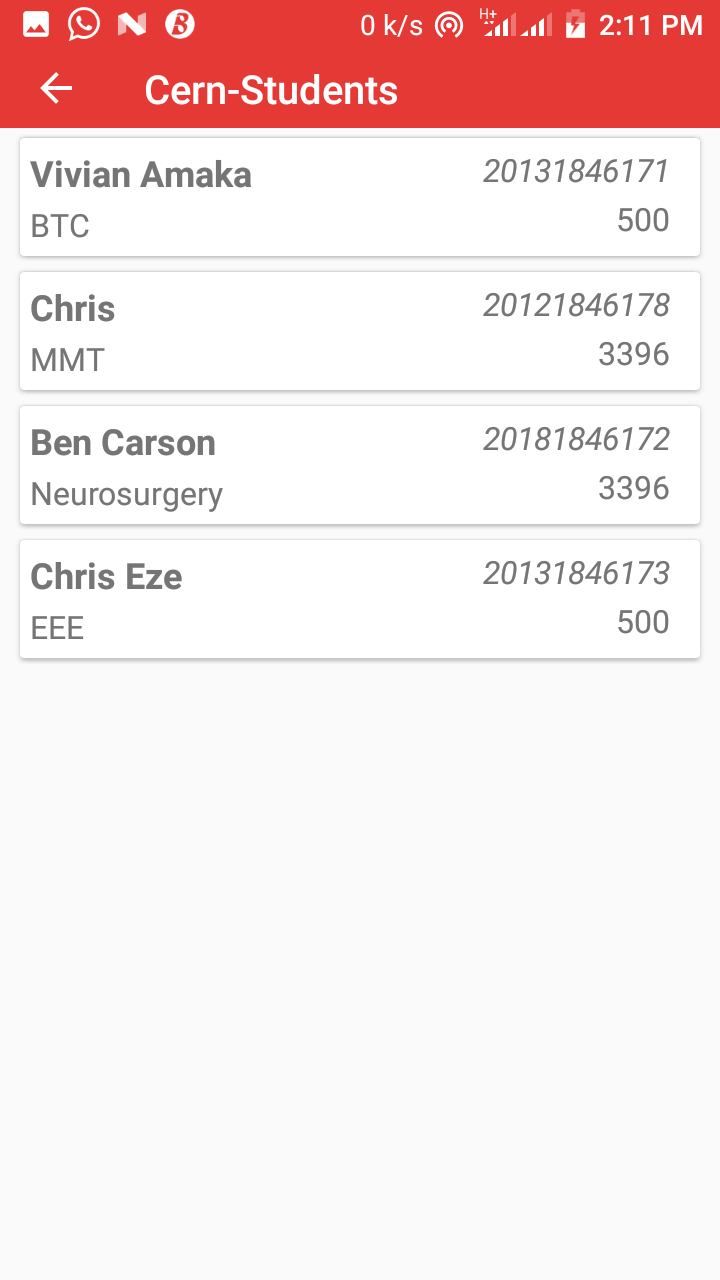 0 k/s H+ 2:11 PM
Cern-Students
Vivian Amaka 20131846171
BTC 500
Chris 20121846178
MMT 3396
Ben Carson 20181846172
Neurosurgery 3396
Chris Eze 20131846173
EEE 500